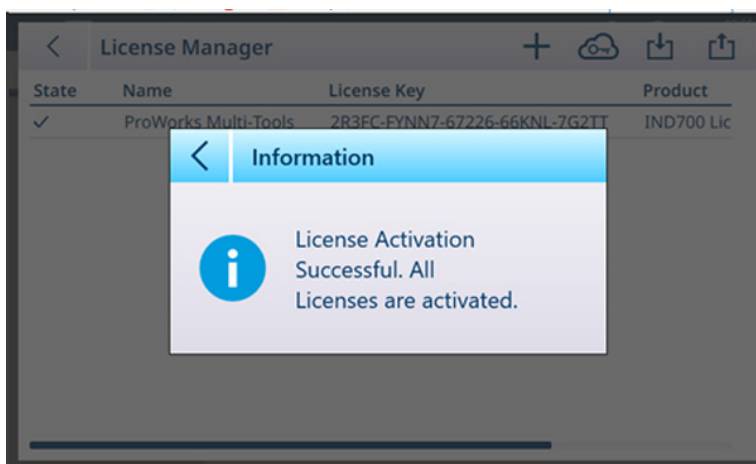 License Manager
State Name License Key Product
ProWorks Multi-Tools 2R3FC-FYNN7-67226-66KNL-7G2TT IND700 Lic
Information
License Activation
Successful. All
Licenses are activated.